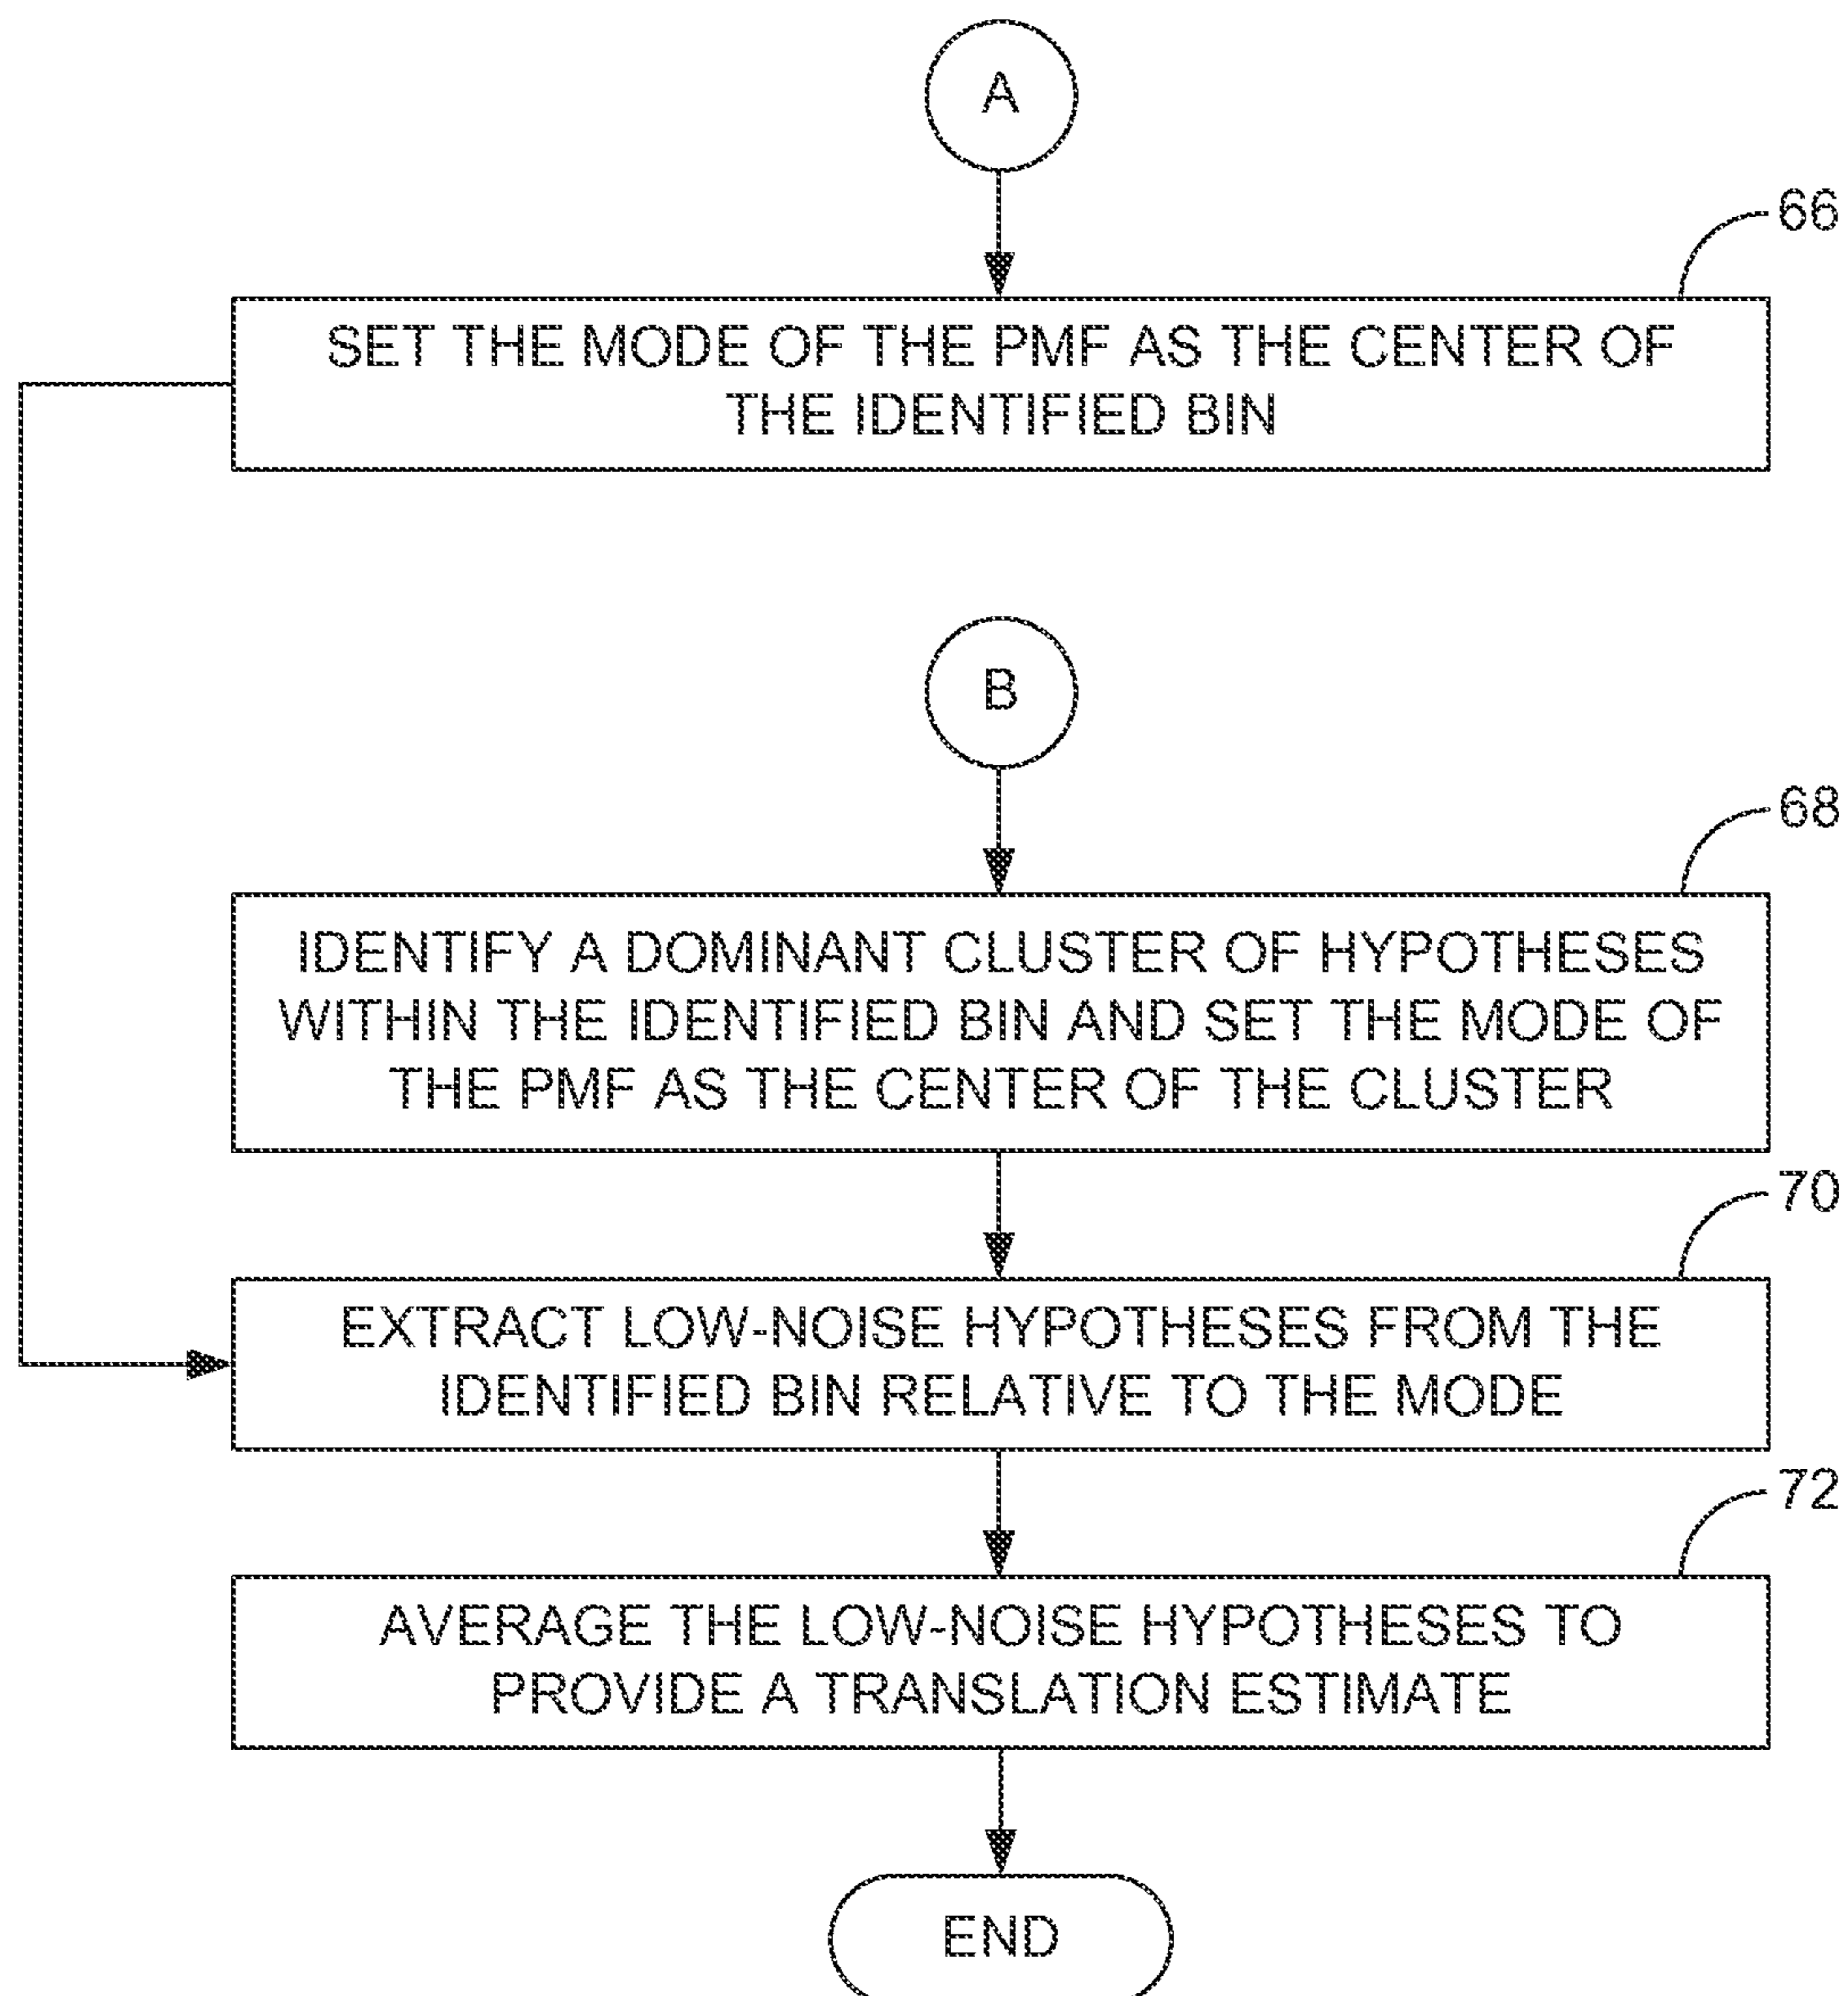 A
66
SET THE MODE OF THE PMF AS THE CENTER OF
THE IDENTIFIED BIN
B
68
IDENTIFY A DOMINANT CLUSTER OF HYPOTHESES
WITHIN THE IDENTIFIED BIN AND SET THE MODE OF
THE PMF AS THE CENTER OF THE CLUSTER
70
EXTRACT LOW-NOISE HYPOTHESES FROM THE
IDENTIFIED BIN RELATIVE TO THE MODE
72
AVERAGE THE LOW-NOISE HYPOTHESES TO
PROVIDE A TRANSLATION ESTIMATE
END